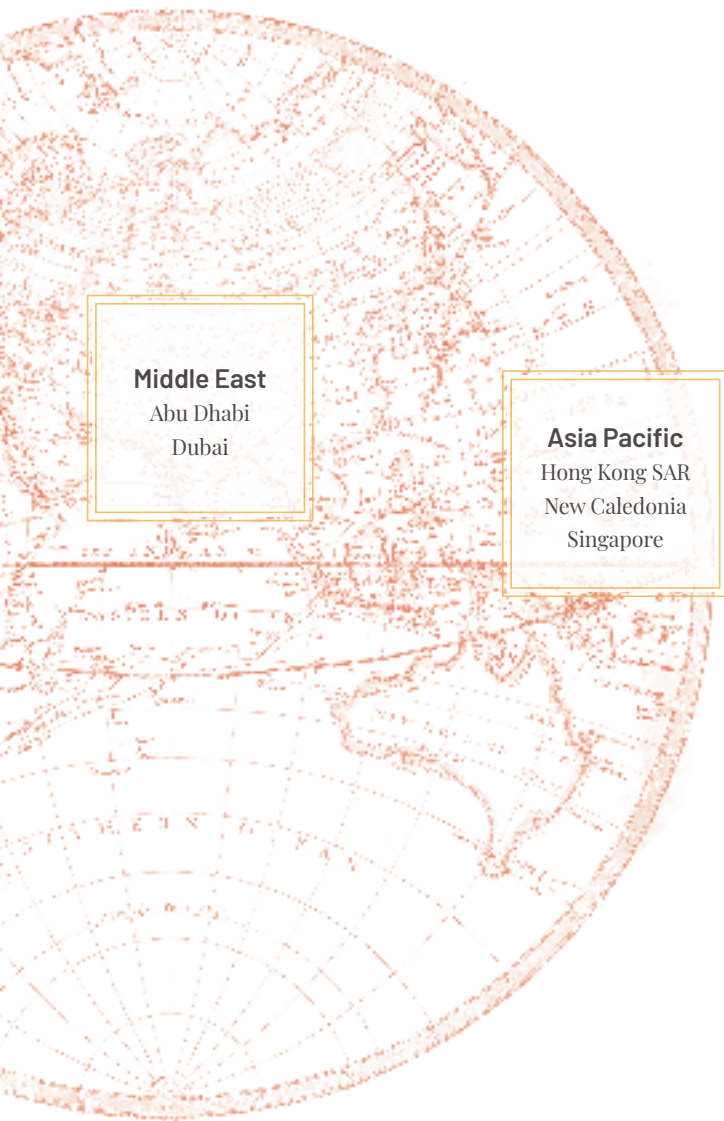 Middle East
Abu Dhabi
Dubai
Asia Pacific
Hong Kong SAR
New Caledonia
Singapore